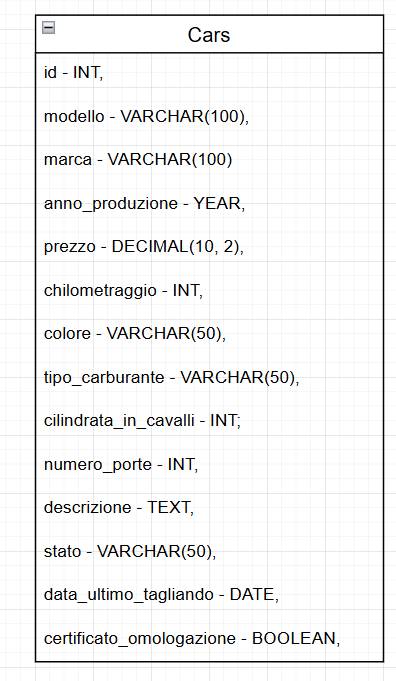 Cars
id - INT,
modello - VARCHAR(100),
marca - VARCHAR(100)
anno_produzione - YEAR,
prezzo - DECIMAL(10, 2),
chilometraggio - INT,
colore - VARCHAR(50),
tipo_carburante - VARCHAR(50),
cilindrata_in_cavalli - INT;
numero_porte - INT,
descrizione - TEXT,
stato - VARCHAR(50),
data_ultimo_tagliando - DATE,
certificato_omologazione - BOOLEAN,